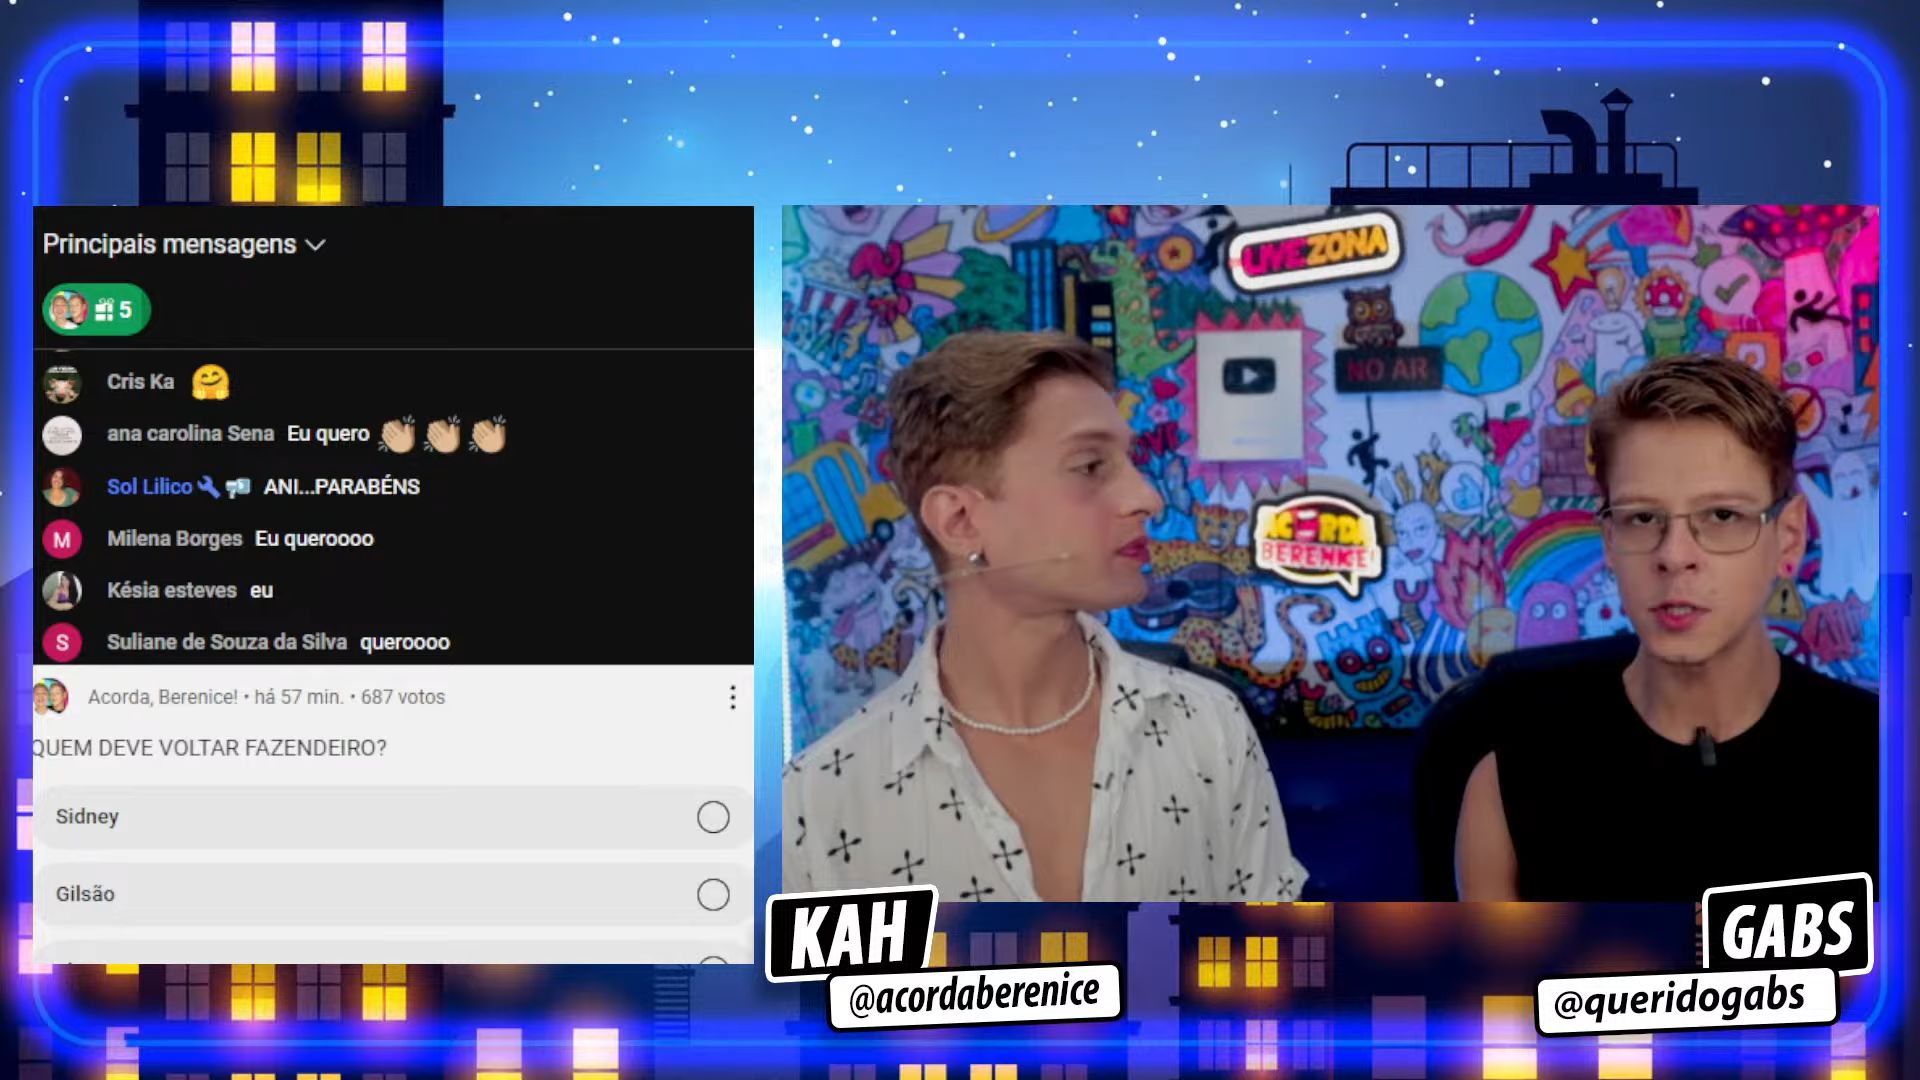 Principais mensagens
5
Cris Ka
ana carolina Sena Eu quero
Sol Lilico ANI...PARABÉNS
M Milena Borges Eu queroooo
Késia esteves eu
S Suliane de Souza da Silva queroooo
Acorda, Berenice! • há 57 min. • 687 votos
QUEM DEVE VOLTAR FAZENDEIRO?
Sidney
Gilsão
LIVEZONA
NO AR
ACORDA
BERENICE!
KAH
@acordaberenice
GABS
@queridogabs